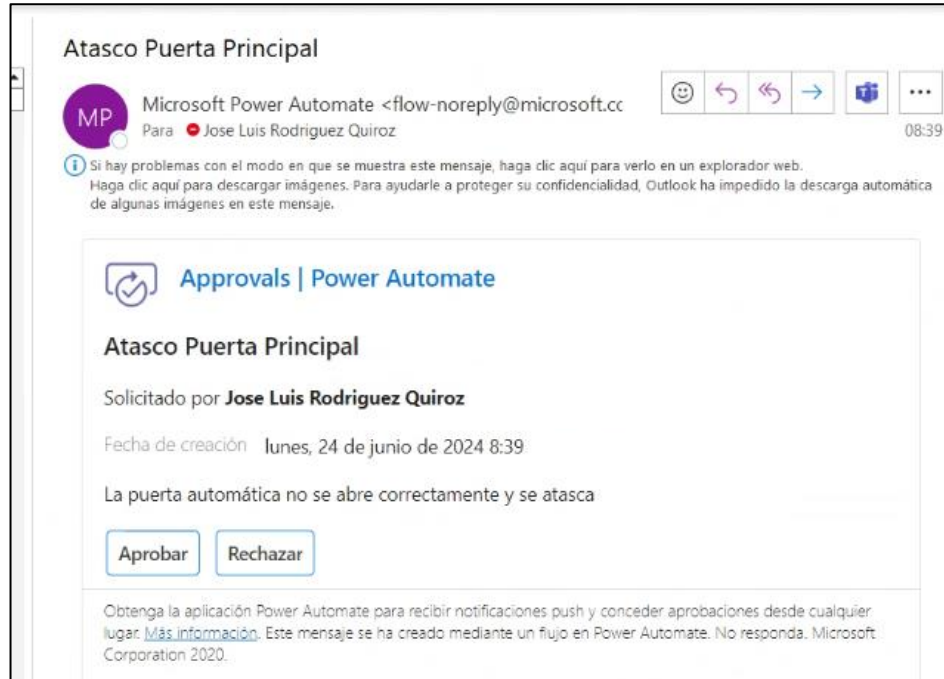 Atasco Puerta Principal
MP
Microsoft Power Automate <flow-noreply@microsoft.cc
Para Jose Luis Rodriguez Quiroz
08:39
Si hay problemas con el modo en que se muestra este mensaje, haga clic aquí para verlo en un explorador web.
Haga clic aquí para descargar imágenes. Para ayudarle a proteger su confidencialidad, Outlook ha impedido la descarga automática
de algunas imágenes en este mensaje.
Approvals | Power Automate
Atasco Puerta Principal
Solicitado por Jose Luis Rodriguez Quiroz
Fecha de creación lunes, 24 de junio de 2024 8:39
La puerta automática no se abre correctamente y se atasca
Aprobar Rechazar
Obtenga la aplicación Power Automate para recibir notificaciones push y conceder aprobaciones desde cualquier
lugar. Más información. Este mensaje se ha creado mediante un flujo en Power Automate. No responda. Microsoft
Corporation 2020.